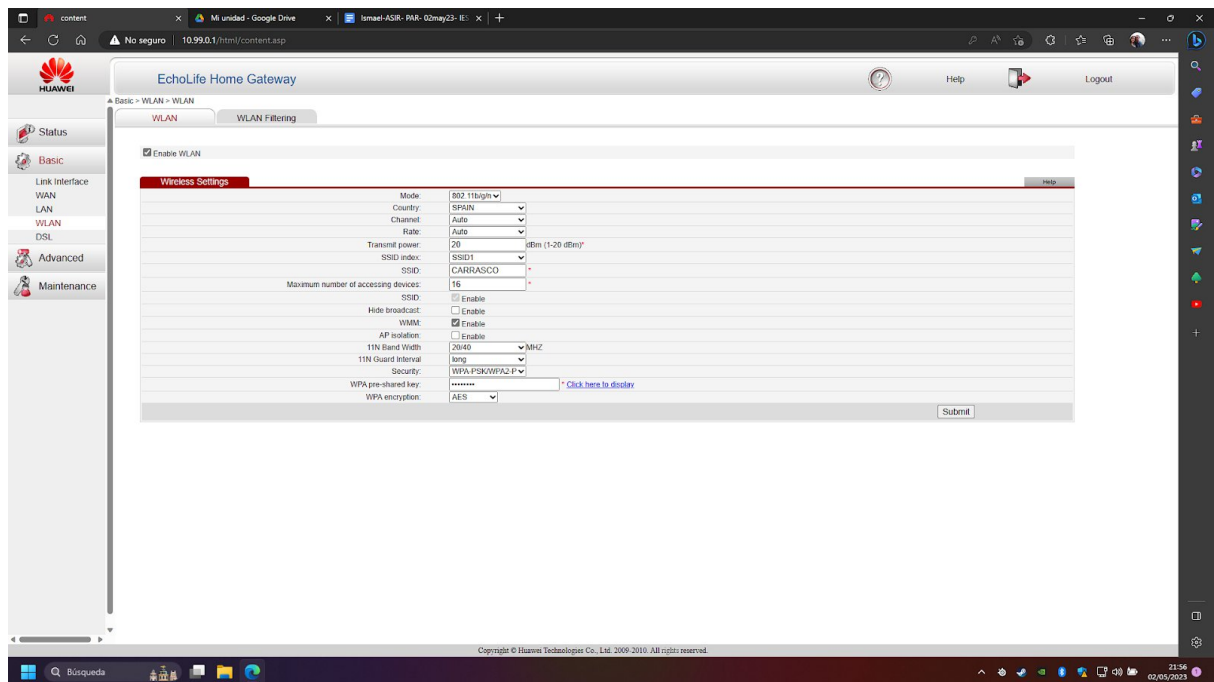 content
Mi unidad - Google Drive
Ismael-ASIR- PAR- 02may23- IES
No seguro
10.99.0.1/html/content.asp
HUAWEI
EchoLife Home Gateway
Help
Logout
Basic > WLAN > WLAN
WLAN
WLAN Filtering
Status
Basic
Link Interface
WAN
LAN
WLAN
DSL
Advanced
Maintenance
Enable WLAN
Wireless Settings
Help
Mode: 802.11b/g/n
Country: SPAIN
Channel: Auto
Rate: Auto
Transmit power: 20 dBm (1-20 dBm)*
SSID index: SSID1
SSID: CARRASCO *
Maximum number of accessing devices: 16 *
SSID: Enable
Hide broadcast: Enable
WMM: Enable
AP isolation: Enable
11N Band Width 20/40 MHZ
11N Guard Interval long
Security: WPA-PSK/WPA2-P
WPA pre-shared key: •••••••• * Click here to display
WPA encryption: AES
Submit
Copyright © Huawei Technologies Co., Ltd. 2009-2010. All rights reserved.
Búsqueda
21:56
02/05/2023